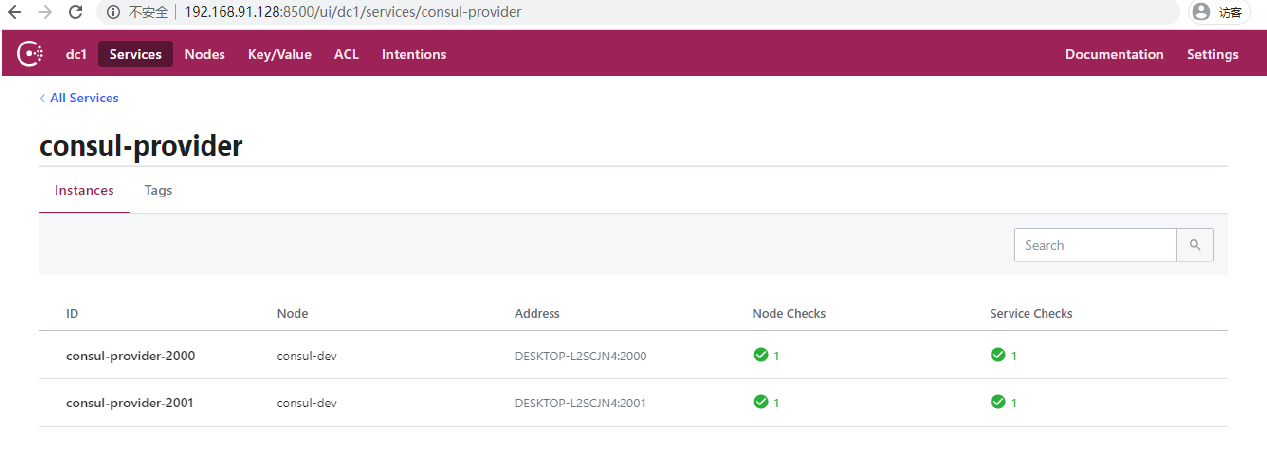 不安全 192.168.91.128:8500/ui/dc1/services/consul-provider 访客
dc1 Services Nodes Key/Value ACL Intentions Documentation Settings
All Services
consul-provider
Instances Tags
Search
ID Node Address Node Checks Service Checks
consul-provider-2000 consul-dev DESKTOP-L2SCJN4:2000 1 1
consul-provider-2001 consul-dev DESKTOP-L2SCJN4:2001 1 1